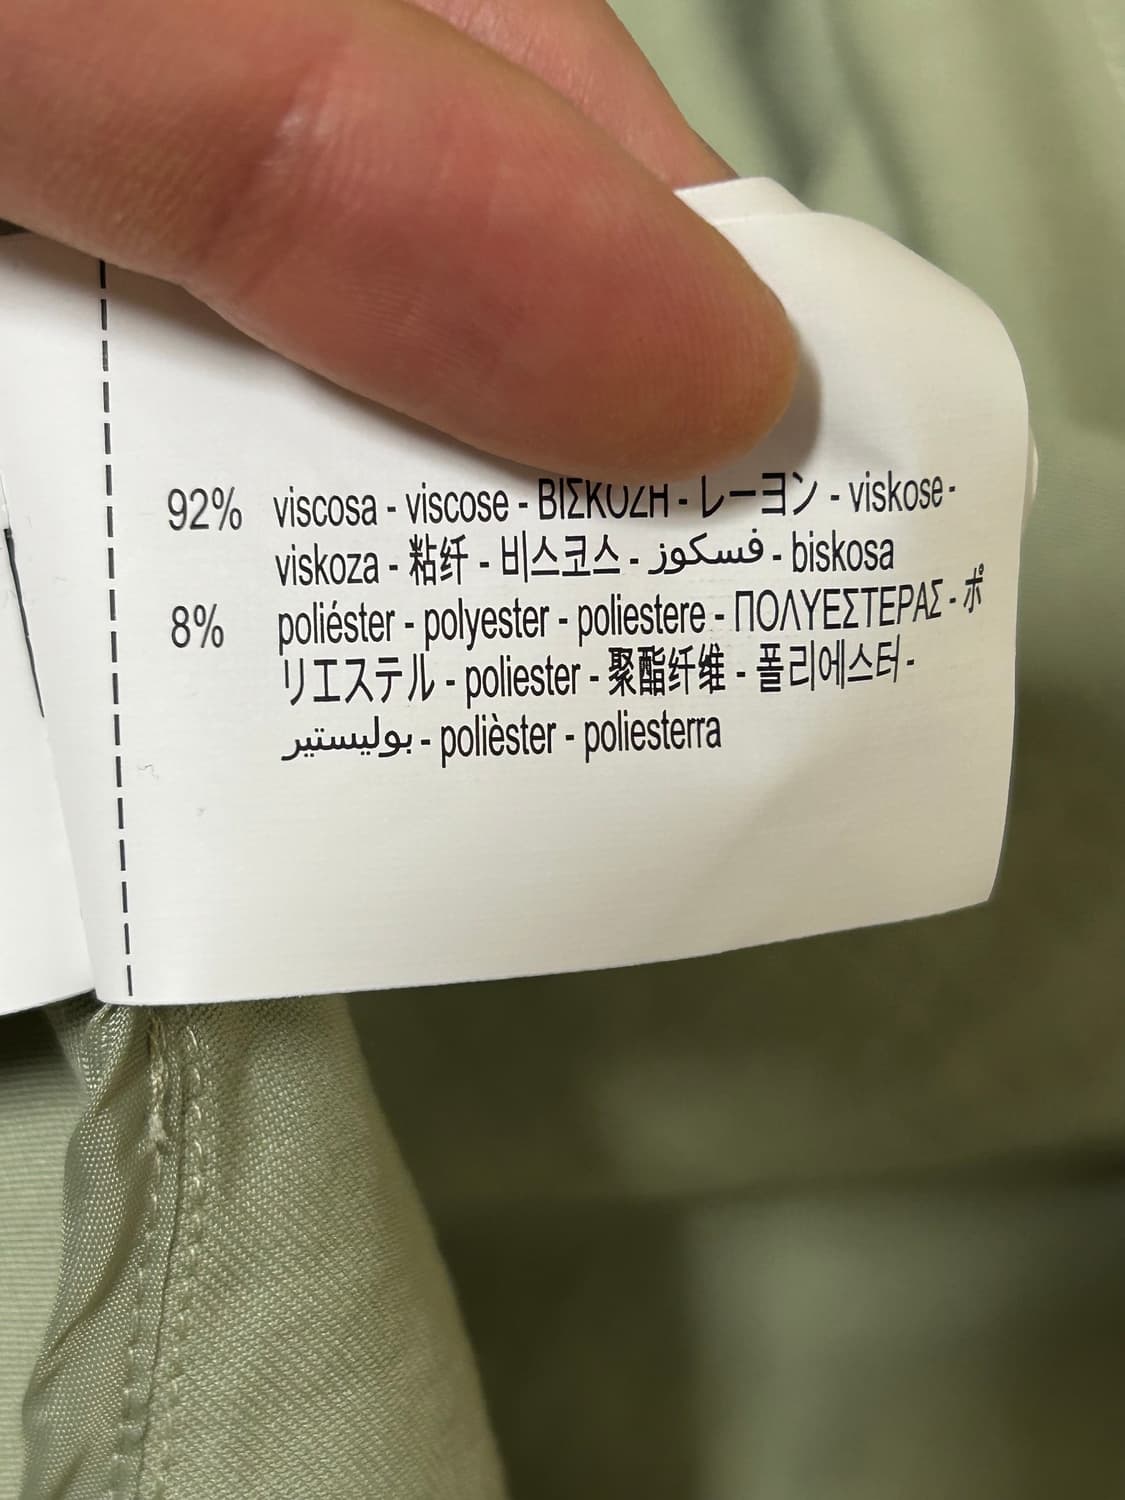 92% viscosa - viscose - ΒΙΣΚΟΖΗ - レーヨン - viskose -
viskoza - 粘纤 - 비스코스 - فسكوز - biskosa
8% poliéster - polyester - poliestere - ΠΟΛΥΕΣΤΕΡΑΣ - ポ
リエステル - poliester - 聚酯纤维 - 폴리에스터 -
بوليستير - polièster - poliesterra